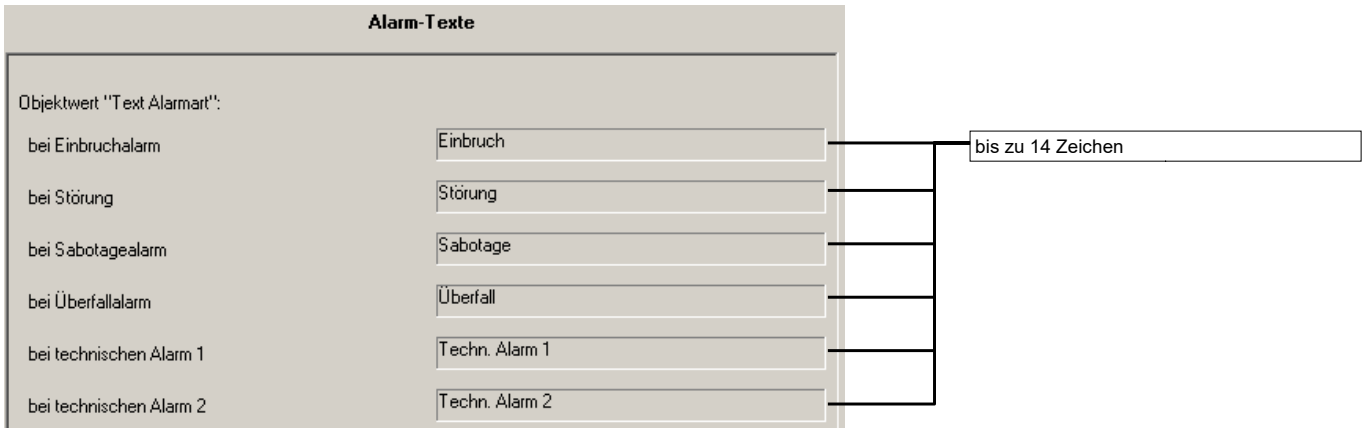 Alarm-Texte
Objektwert "Text Alarmart":
bei Einbruchalarm Einbruch bis zu 14 Zeichen
bei Störung Störung
bei Sabotagealarm Sabotage
bei Überfallalarm Überfall
bei technischen Alarm 1 Techn. Alarm 1
bei technischen Alarm 2 Techn. Alarm 2